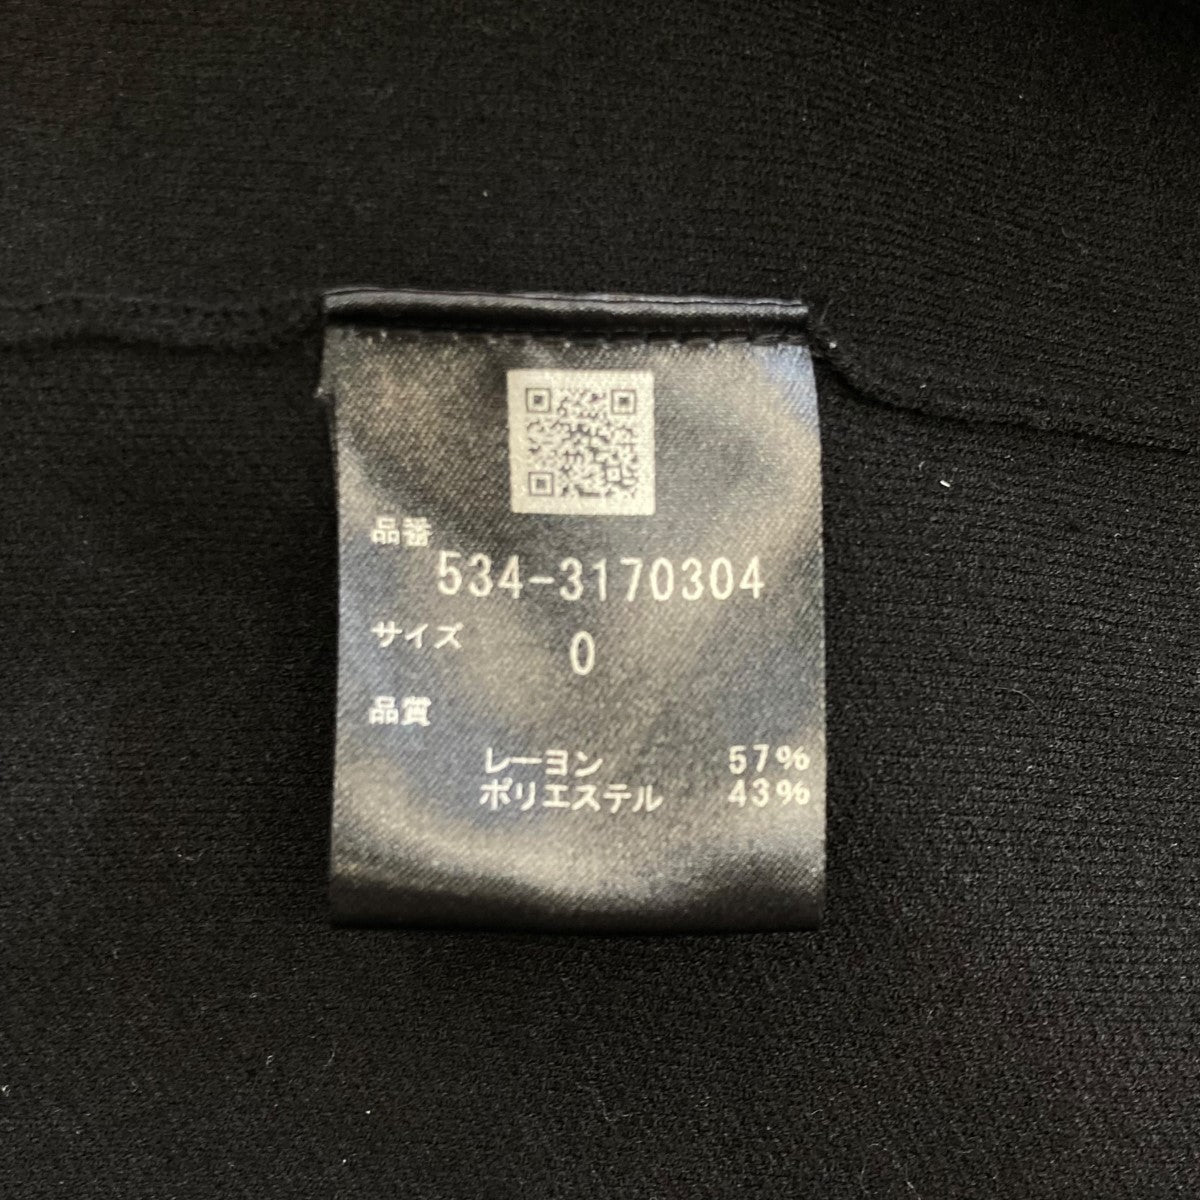 品番
534-3170304
サイズ 0
品質
レーヨン 57%
ポリエステル 43%